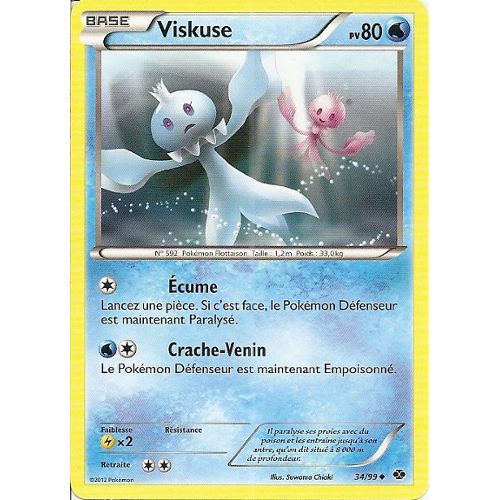 BASE Viskuse PV80
N° 592 Pokémon Flottaison Taille : 1,2m Poids : 33,0kg
Écume
Lancez une pièce. Si c'est face, le Pokémon Défenseur
est maintenant Paralysé.
Crache-Venin
Le Pokémon Défenseur est maintenant Empoisonné.
Faiblesse Résistance
×2
Retraite
Il paralyse ses proies avec du
poison et les entraîne jusqu'à son
antre, qu'on dit situé à 8 000 m
de profondeur.
©2012 Pokémon Illus. Sewama Chiaki 34/99